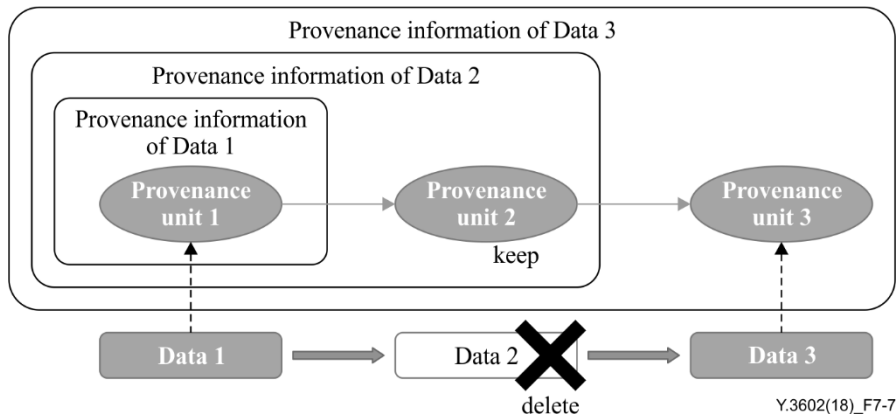 Provenance information of Data 3
Provenance information of Data 2
Provenance information
of Data 1
Provenance
unit 1
Provenance
unit 2
Provenance
unit 3
keep
Data 1
Data 2
Data 3
delete
Y.3602(18)_F7-7